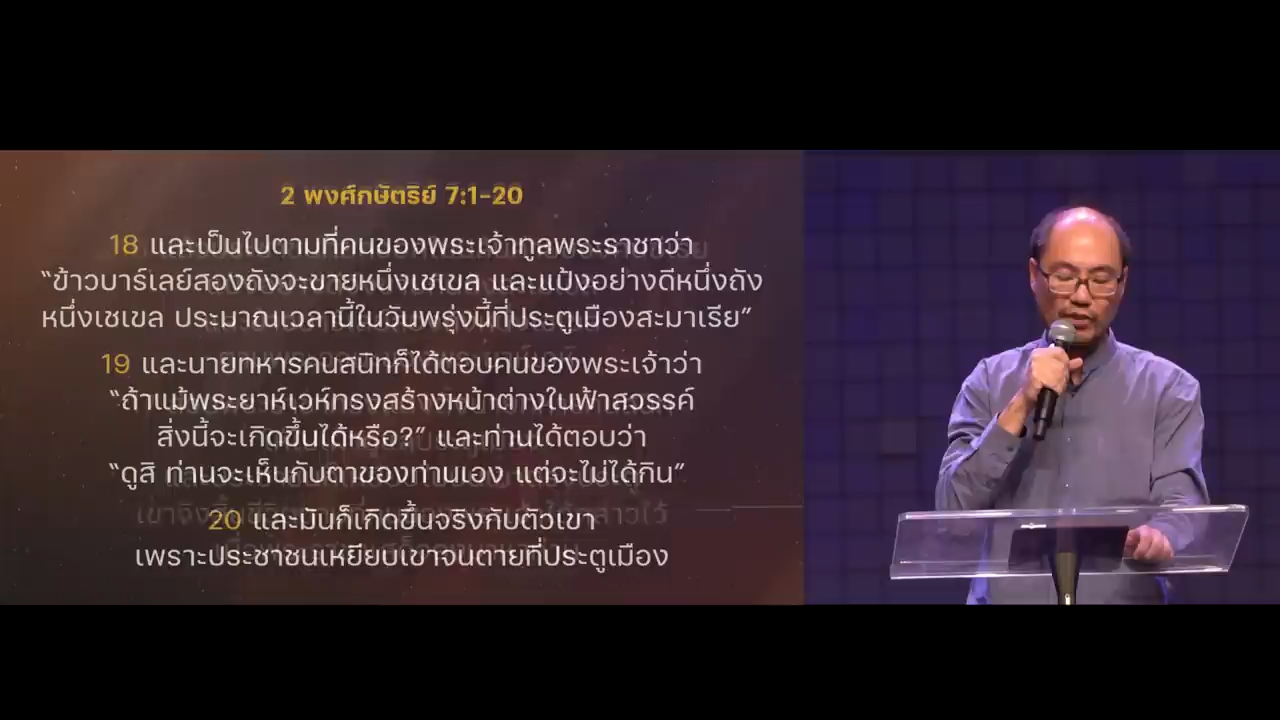 2 พงศ์กษัตริย์ 7:1-20
18 และเป็นไปตามที่คนของพระเจ้าทูลพระราชาว่า
“ข้าวบาร์เลย์สองถังจะขายหนึ่งเชเขล และแป้งอย่างดีหนึ่งถัง
หนึ่งเชเขล ประมาณเวลานี้ในวันพรุ่งนี้ที่ประตูเมืองสะมาเรีย”
19 และนายทหารคนสนิทก็ได้ตอบคนของพระเจ้าว่า
“ถ้าแม้พระยาห์เวห์ทรงสร้างหน้าต่างในฟ้าสวรรค์
สิ่งนี้จะเกิดขึ้นได้หรือ?” และท่านได้ตอบว่า
“ดูสิ ท่านจะเห็นกับตาของท่านเอง แต่จะไม่ได้กิน”
20 และมันก็เกิดขึ้นจริงกับตัวเขา
เพราะประชาชนเหยียบเขาจนตายที่ประตูเมือง